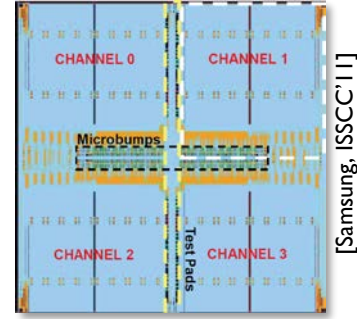 CHANNEL 0
CHANNEL 1
Microbumps
CHANNEL 2
Test Pads
CHANNEL 3
[Samsung, ISSCC'11]